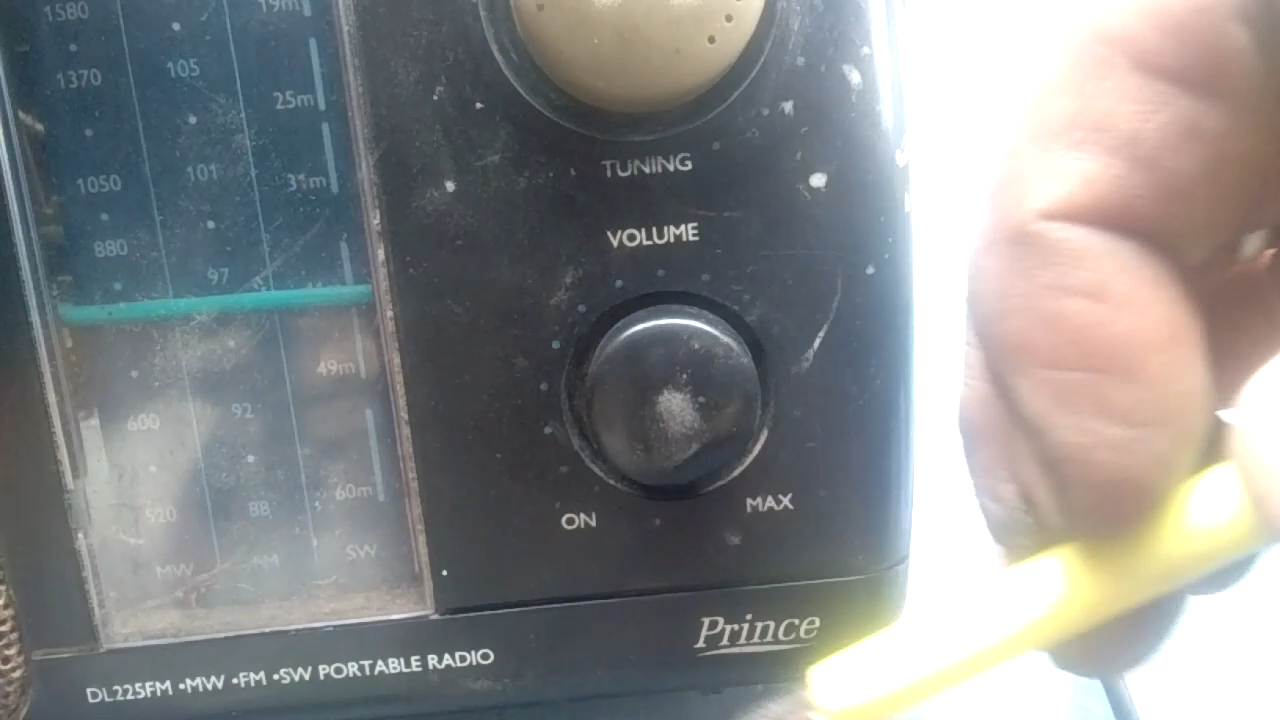 1580
19m
1370 105
25m
1050 101 31m
880
97
49m
600 92
60m
520 88
MW FM SW
TUNING
VOLUME
ON MAX
Prince
DL225FM •MW •FM •SW PORTABLE RADIO